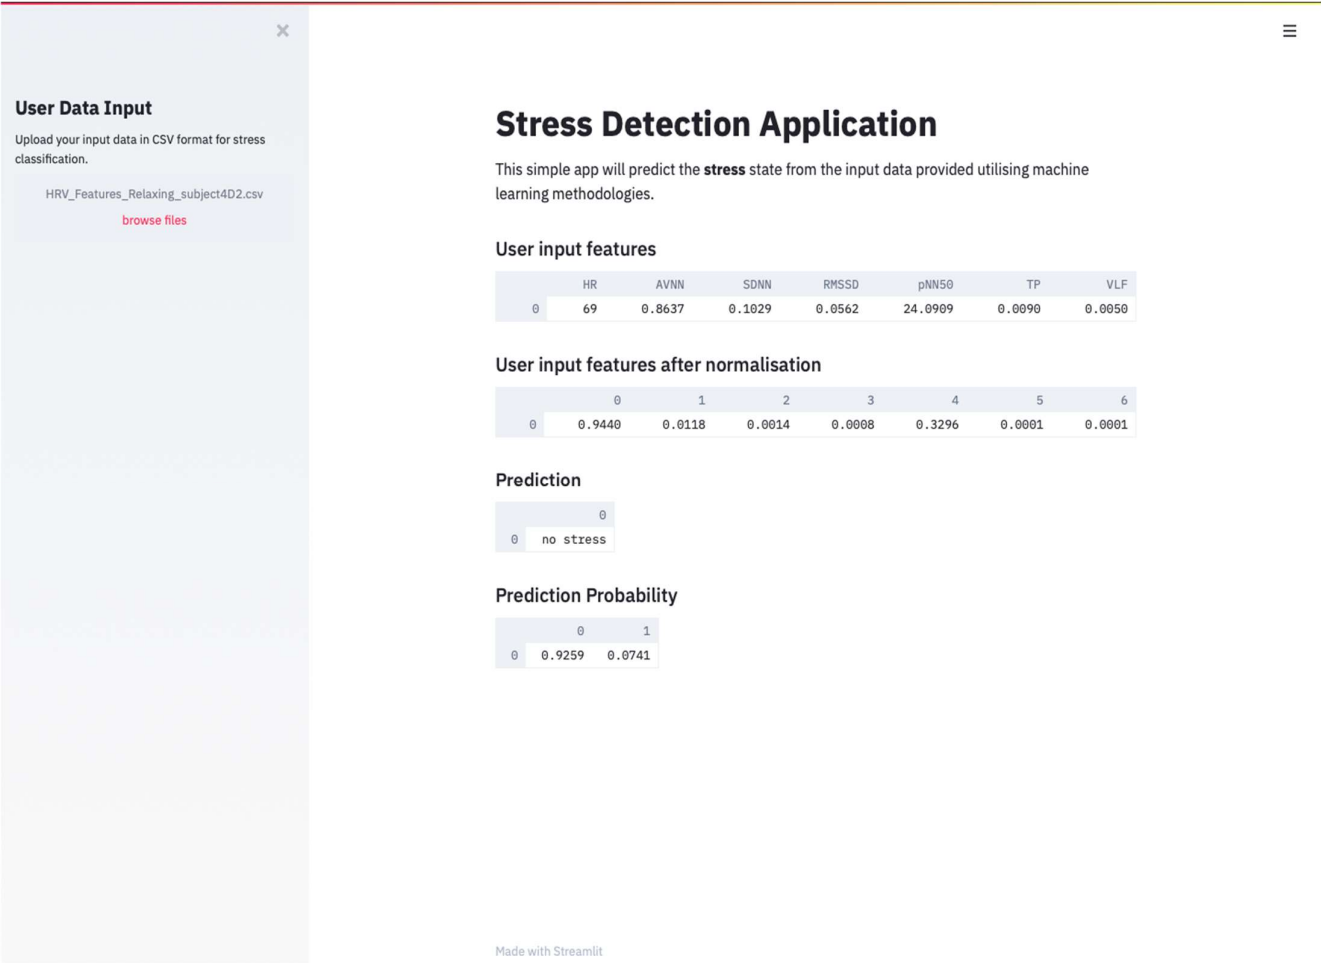 User Data Input
Upload your input data in CSV format for stress
classification.
HRV_Features_Relaxing_subject4D2.csv
browse files
Stress Detection Application
This simple app will predict the stress state from the input data provided utilising machine
learning methodologies.
User input features
HR AVNN SDNN RMSSD pNN50 TP VLF
0 69 0.8637 0.1029 0.0562 24.0909 0.0090 0.0050
User input features after normalisation
0 1 2 3 4 5 6
0 0.9440 0.0118 0.0014 0.0008 0.3296 0.0001 0.0001
Prediction
0
0 no stress
Prediction Probability
0 1
0 0.9259 0.0741
Made with Streamlit